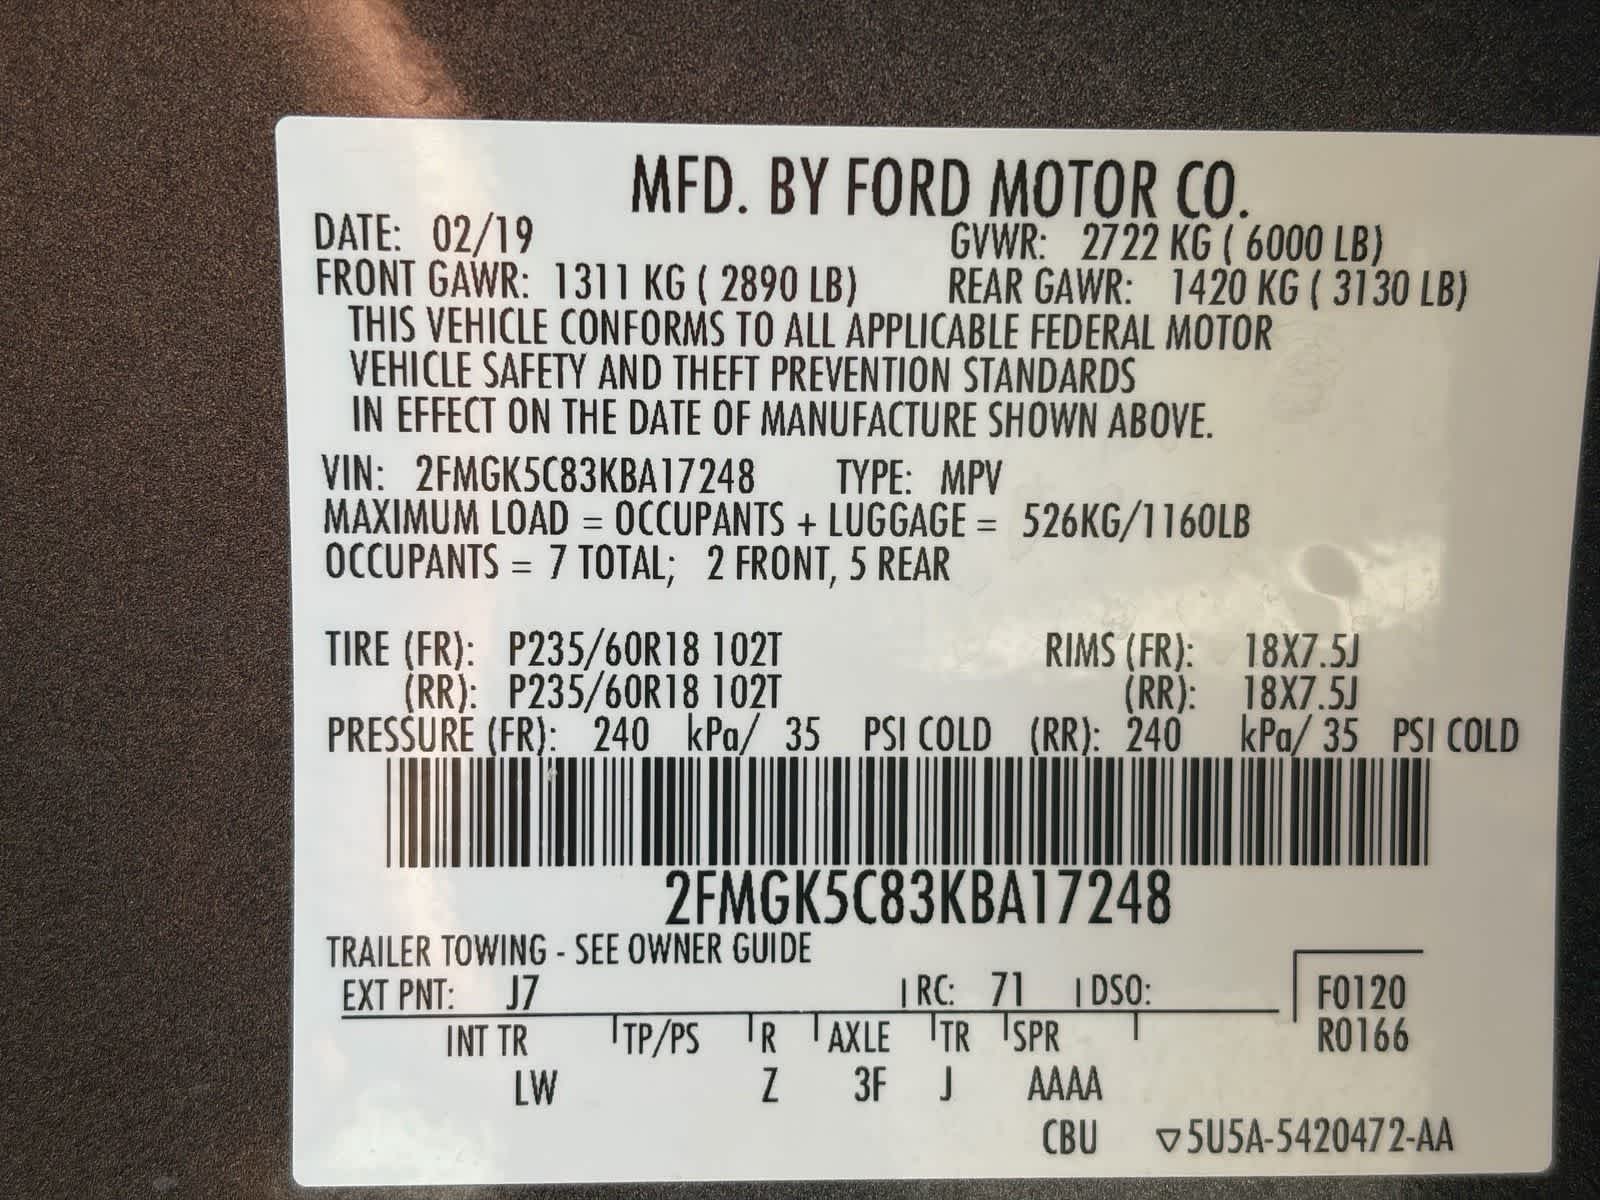 MFD. BY FORD MOTOR CO.
DATE: 02/19 GVWR: 2722 KG ( 6000 LB)
FRONT GAWR: 1311 KG ( 2890 LB) REAR GAWR: 1420 KG ( 3130 LB)
THIS VEHICLE CONFORMS TO ALL APPLICABLE FEDERAL MOTOR
VEHICLE SAFETY AND THEFT PREVENTION STANDARDS
IN EFFECT ON THE DATE OF MANUFACTURE SHOWN ABOVE.
VIN: 2FMGK5C83KBA17248 TYPE: MPV
MAXIMUM LOAD = OCCUPANTS + LUGGAGE = 526KG/1160LB
OCCUPANTS = 7 TOTAL; 2 FRONT, 5 REAR
TIRE (FR): P235/60R18 102T RIMS (FR): 18X7.5J
(RR): P235/60R18 102T (RR): 18X7.5J
PRESSURE (FR): 240 kPa/ 35 PSI COLD (RR): 240 kPa/ 35 PSI COLD
2FMGK5C83KBA17248
TRAILER TOWING - SEE OWNER GUIDE
EXT PNT: J7 RC: 71 DSO: F0120
INT TR TP/PS R AXLE TR SPR R0166
LW Z 3F J AAAA
CBU ▽5U5A-5420472-AA